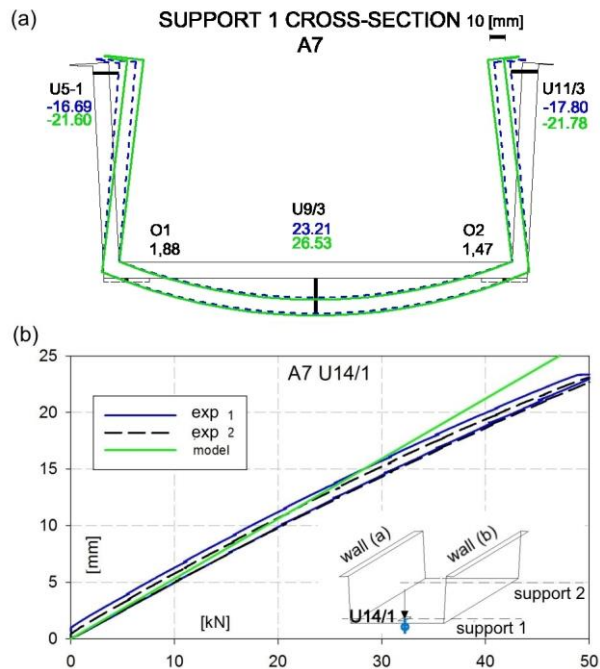 (a)
SUPPORT 1 CROSS-SECTION 10 [mm]
A7
U5-1
-16.69
-21.60
U11/3
-17.80
-21.78
O1
1,88
U9/3
23.21
26.53
O2
1,47
(b)
A7 U14/1
exp 1
exp 2
model
25
20
15
10
5
0
[mm]
[kN]
wall (a)
wall (b)
support 2
U14/1
support 1
0 10 20 30 40 50